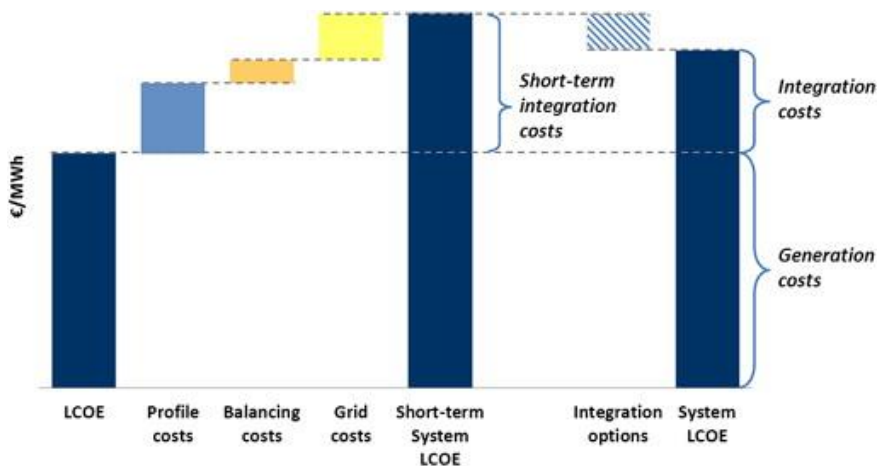 €/MWh
Short-term
integration
costs
Integration
costs
Generation
costs
LCOE
Profile
costs
Balancing
costs
Grid
costs
Short-term
System
LCOE
Integration
options
System
LCOE